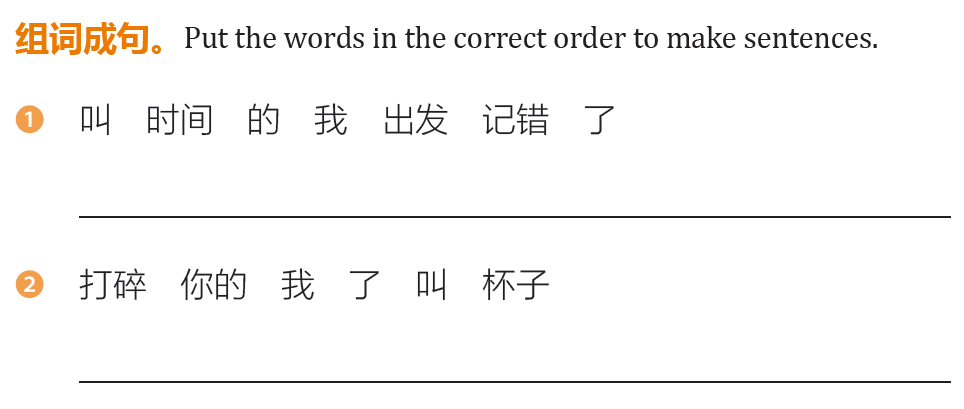 组词成句。Put the words in the correct order to make sentences.
1 叫 时间 的 我 出发 记错 了
2 打碎 你的 我 了 叫 杯子